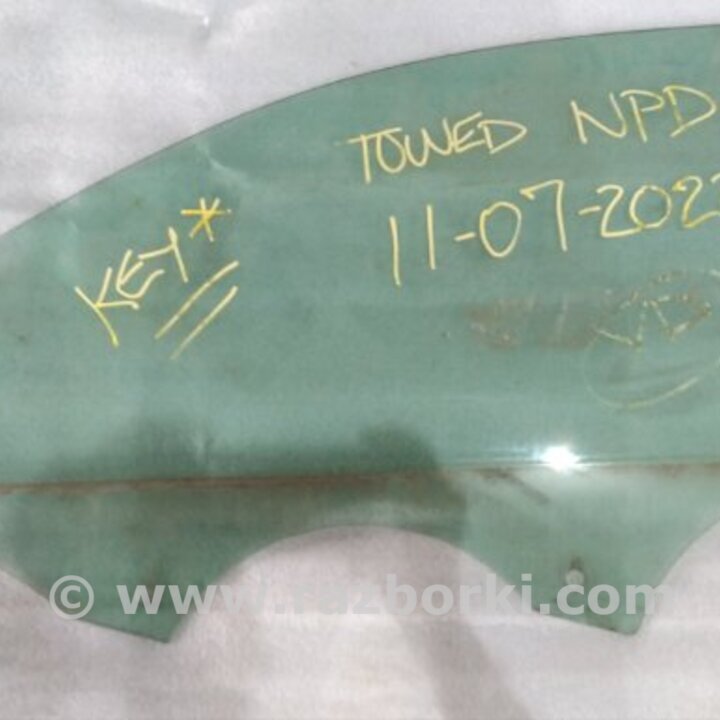 TOWED NPD
11-07-202
KEY*
© www.razborki.com